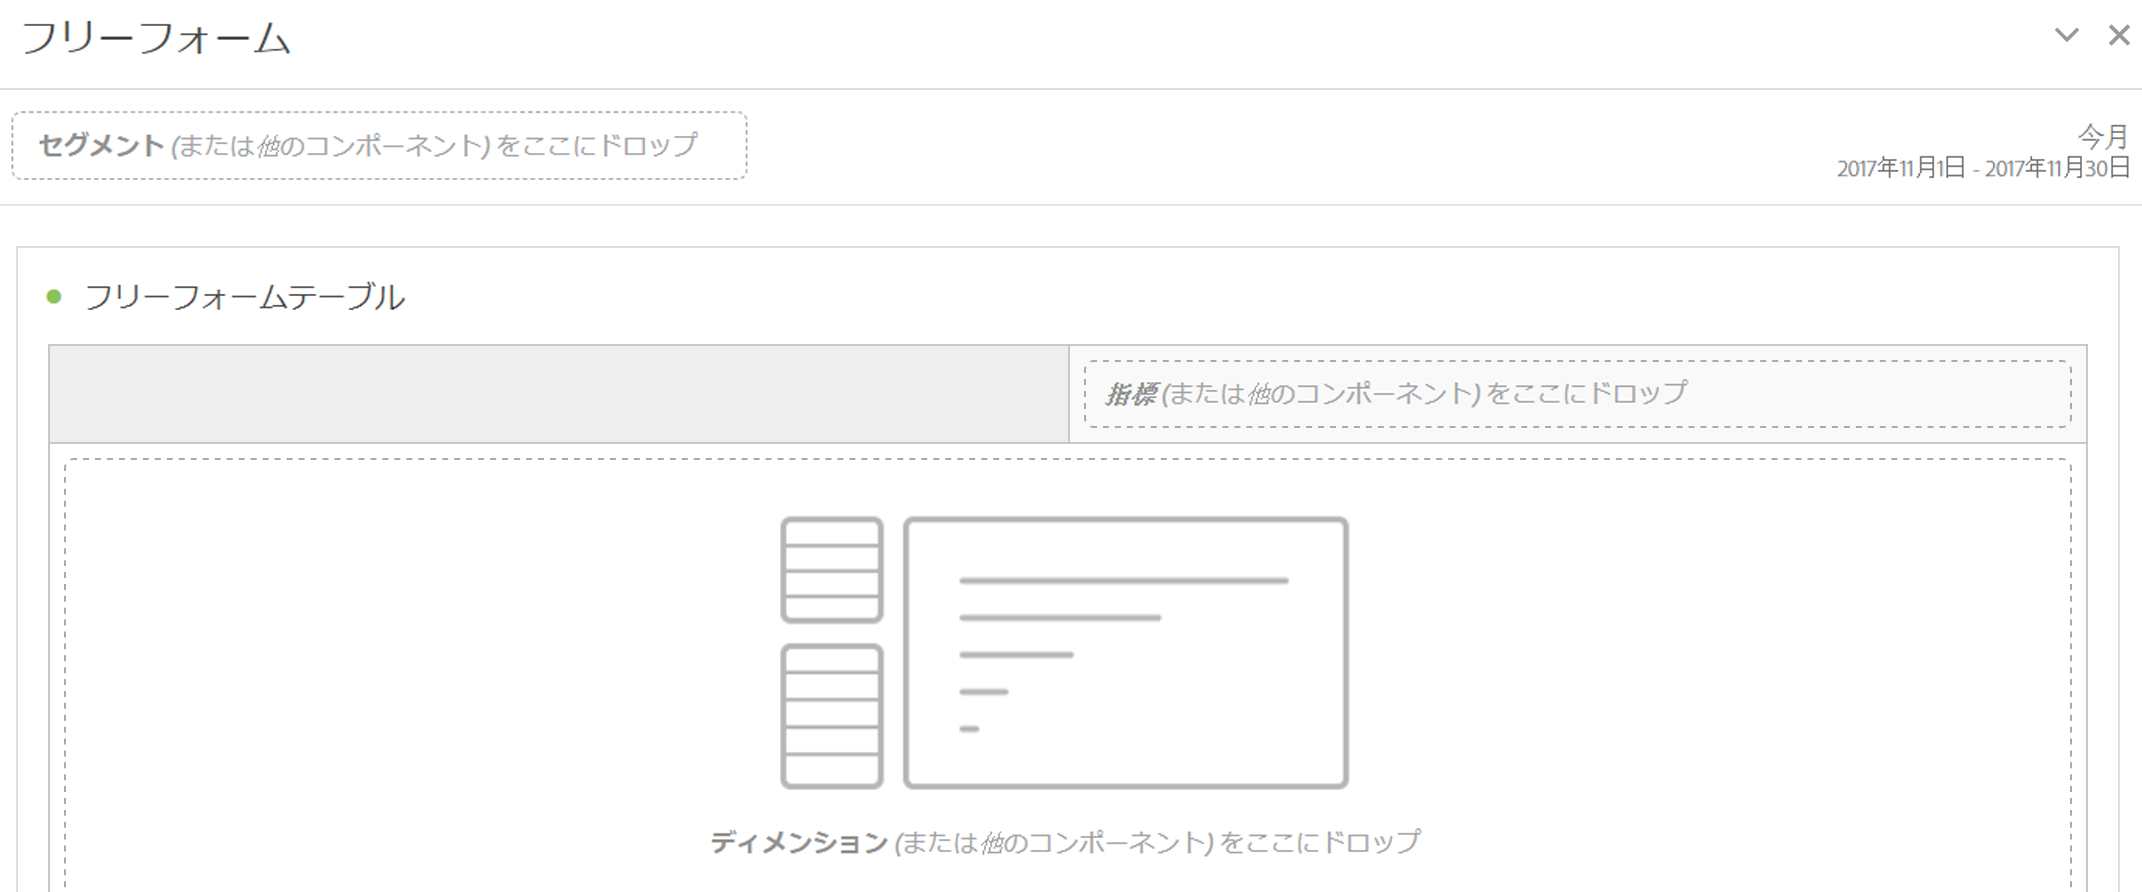 フリーフォーム
セグメント (または他のコンポーネント) をここにドロップ
今月
2017年11月1日 - 2017年11月30日
フリーフォームテーブル
指標 (または他のコンポーネント) をここにドロップ
ディメンション (または他のコンポーネント) をここにドロップ